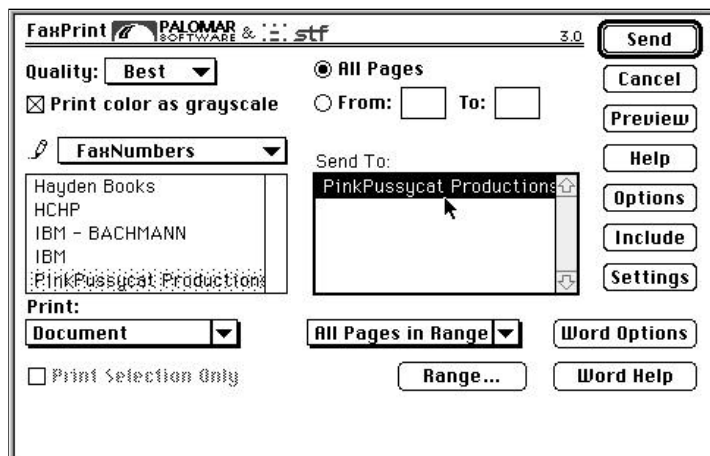 FaxPrint PALOMAR SOFTWARE & stf 3.0
Send
Quality: Best
All Pages
Cancel
Print color as grayscale
From: To:
Preview
FaxNumbers
Send To:
Help
Hayden Books
HCHP
IBM - BACHMANN
IBM
PinkPussycat Productions
PinkPussycat Productions
Options
Include
Settings
Print:
Document
All Pages in Range
Word Options
Print Selection Only
Range...
Word Help